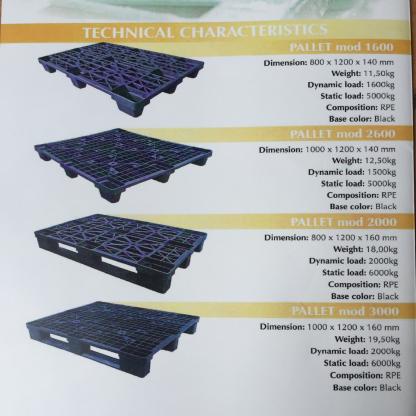 TECHNICAL CHARACTERISTICS
PALLET mod 1600
Dimension: 800 x 1200 x 140 mm
Weight: 11,50kg
Dynamic load: 1600kg
Static load: 5000kg
Composition: RPE
Base color: Black
PALLET mod 2600
Dimension: 1000 x 1200 x 140 mm
Weight: 12,50kg
Dynamic load: 1500kg
Static load: 5000kg
Composition: RPE
Base color: Black
PALLET mod 2000
Dimension: 800 x 1200 x 160 mm
Weight: 18,00kg
Dynamic load: 2000kg
Static load: 6000kg
Composition: RPE
Base color: Black
PALLET mod 3000
Dimension: 1000 x 1200 x 160 mm
Weight: 19,50kg
Dynamic load: 2000kg
Static load: 6000kg
Composition: RPE
Base color: Black